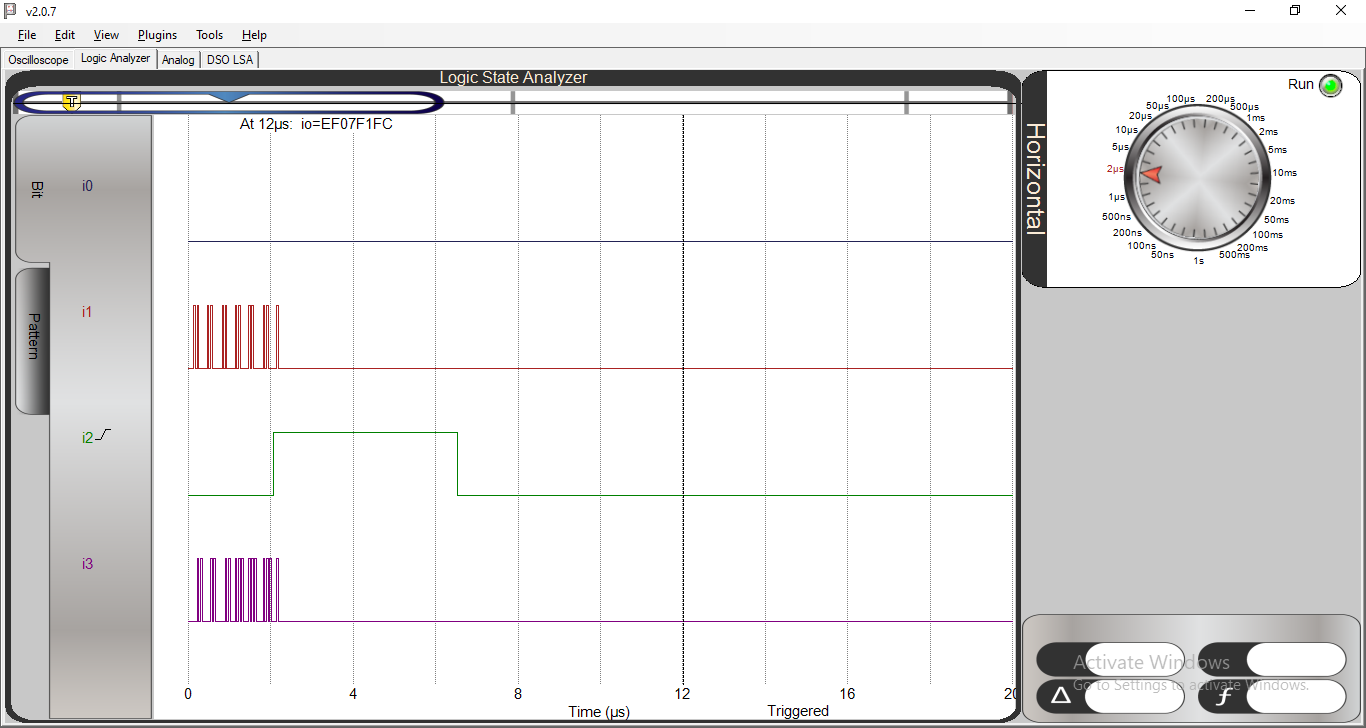 v2.0.7
File Edit View Plugins Tools Help
Oscilloscope Logic Analyzer Analog DSO LSA
Logic State Analyzer
T
At 12µs: io=EF07F1FC
Bit
Pattern
i0
i1
i2
i3
0 4 8 12 16 20
Time (µs) Triggered
Horizontal
Run
50ns
100ns
200ns
500ns
1µs
2µs
5µs
10µs
20µs
50µs
100µs
200µs
500µs
1ms
2ms
5ms
10ms
20ms
50ms
100ms
200ms
500ms
1s
Activate Windows
Go to Settings to activate Windows.
Δ
f